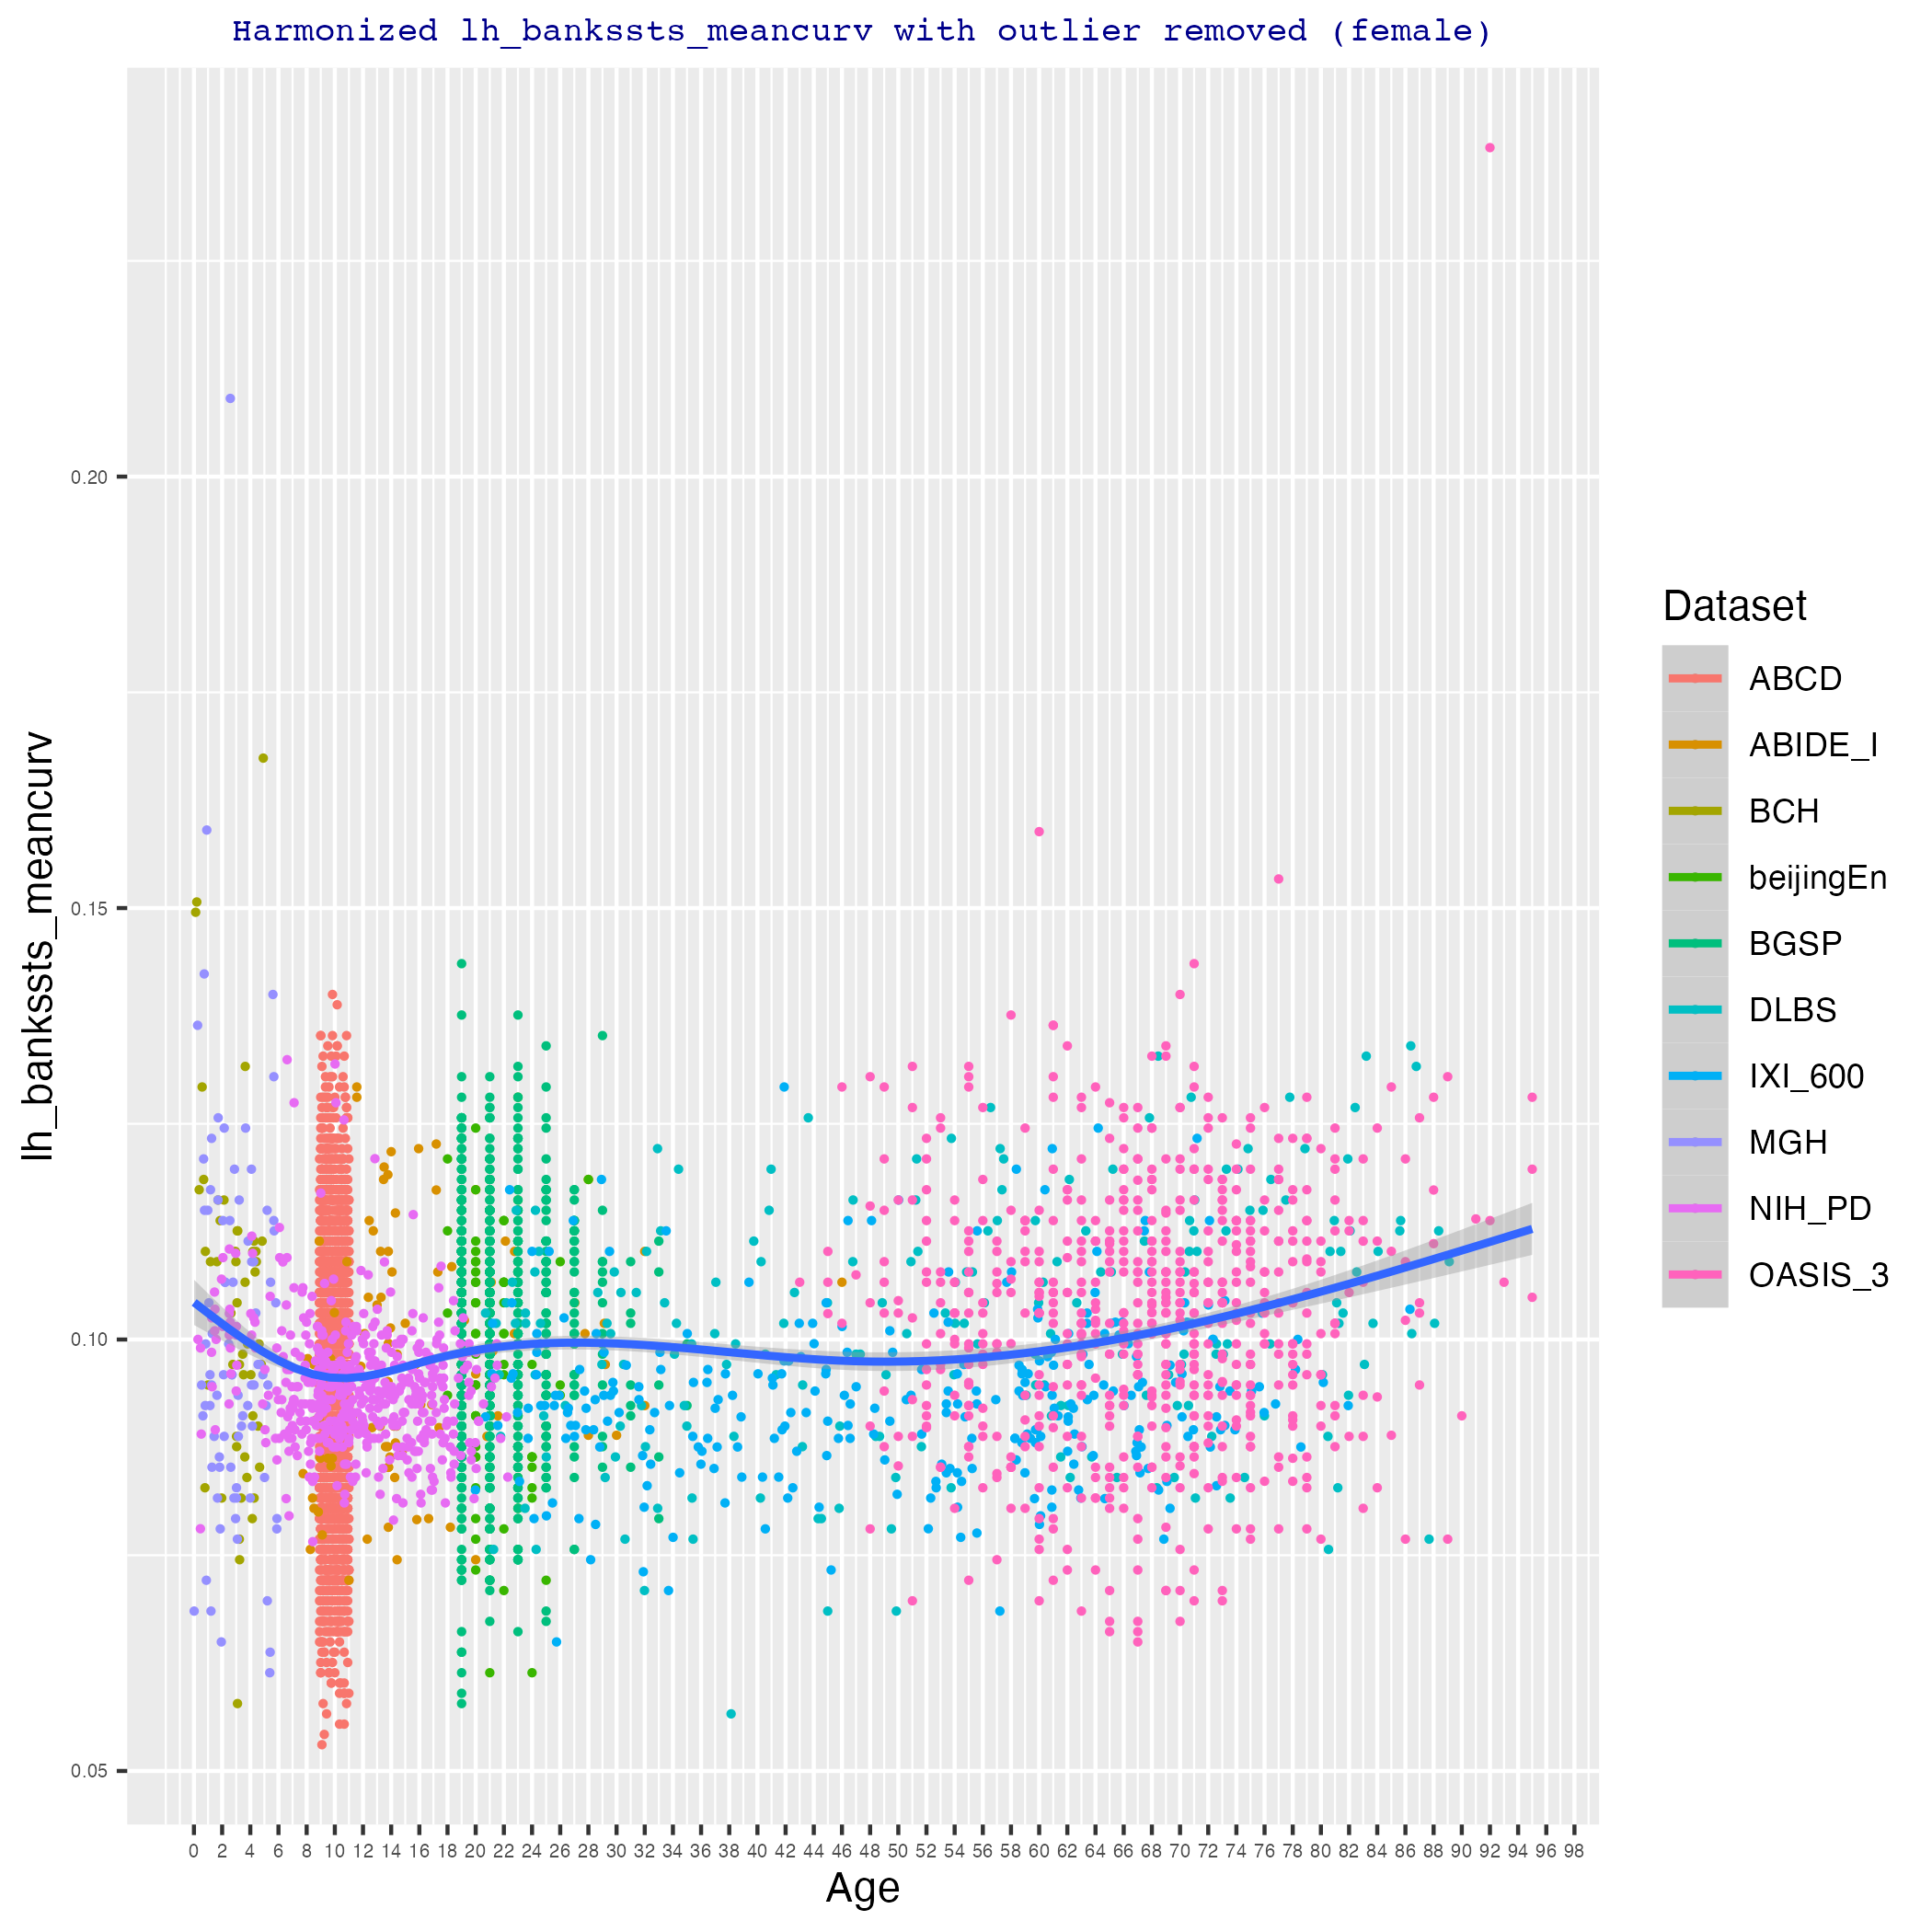 Harmonized lh_bankssts_meancurv with outlier removed (female)
lh_bankssts_meancurv
0.20
0.15
0.10
0.05
0 2 4 6 8 10 12 14 16 18 20 22 24 26 28 30 32 34 36 38 40 42 44 46 48 50 52 54 56 58 60 62 64 66 68 70 72 74 76 78 80 82 84 86 88 90 92 94 96 98
Age
Dataset
ABCD
ABIDE_I
BCH
beijingEn
BGSP
DLBS
IXI_600
MGH
NIH_PD
OASIS_3